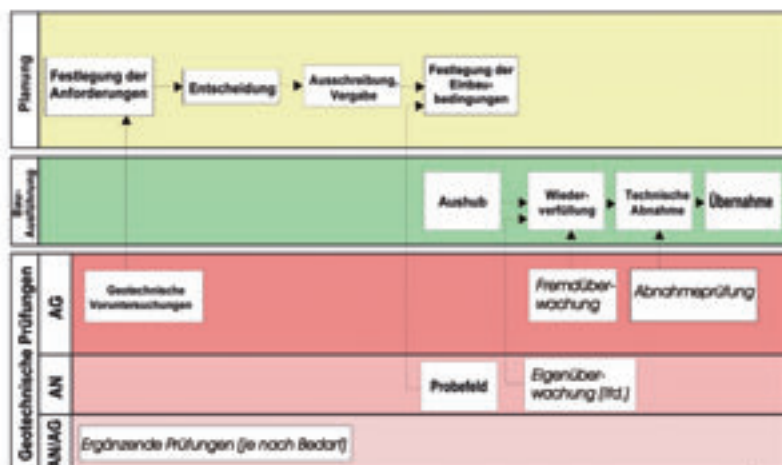 Planung
Festlegung der
Anforderungen
Entscheidung
Ausschreibung,
Vergabe
Festlegung der
Einbau-
bedingungen
Bau-
Ausführung
Aushub
Wieder-
verfüllung
Technische
Abnahme
Übernahme
Geotechnische Prüfungen
AG
Geotechnische
Voruntersuchungen
Fremdüber-
wachung
Abnahmeprüfung
AN
Probefeld
Eigenüber-
wachung (lfd.)
AN/AG
Ergänzende Prüfungen (je nach Bedarf)